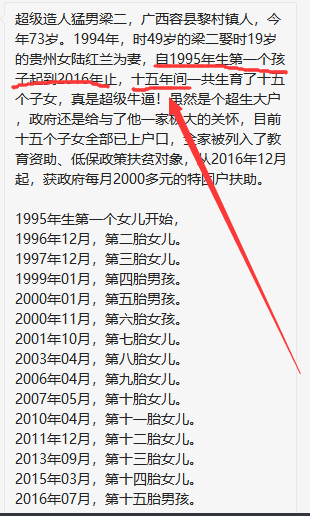 超级造人猛男梁二，广西容县黎村镇人，今
年73岁。1994年，时49岁的梁二娶时19岁
的贵州女陆红兰为妻，自1995年生第一个孩
子起到2016年止，十五年间一共生育了十五
个子女，真是超级牛逼！虽然是个超生大户
，政府还是给与了他一家极大的关怀，目前
十五个子女全部已上户口，全家被列入了教
育资助、低保政策扶贫对象，从2016年12月
起，获政府每月2000多元的特困户扶助。
1995年生第一个女儿开始，
1996年12月，第二胎女儿。
1997年12月，第三胎女儿。
1999年01月，第四胎男孩。
2000年01月，第五胎男孩。
2000年11月，第六胎女孩。
2001年10月，第七胎女儿。
2003年04月，第八胎女儿。
2006年04月，第九胎女儿。
2007年05月，第十胎女儿。
2010年04月，第十一胎女儿。
2011年12月，第十二胎女儿。
2013年09月，第十三胎女儿。
2015年03月，第十四胎女儿。
2016年07月，第十五胎男孩。